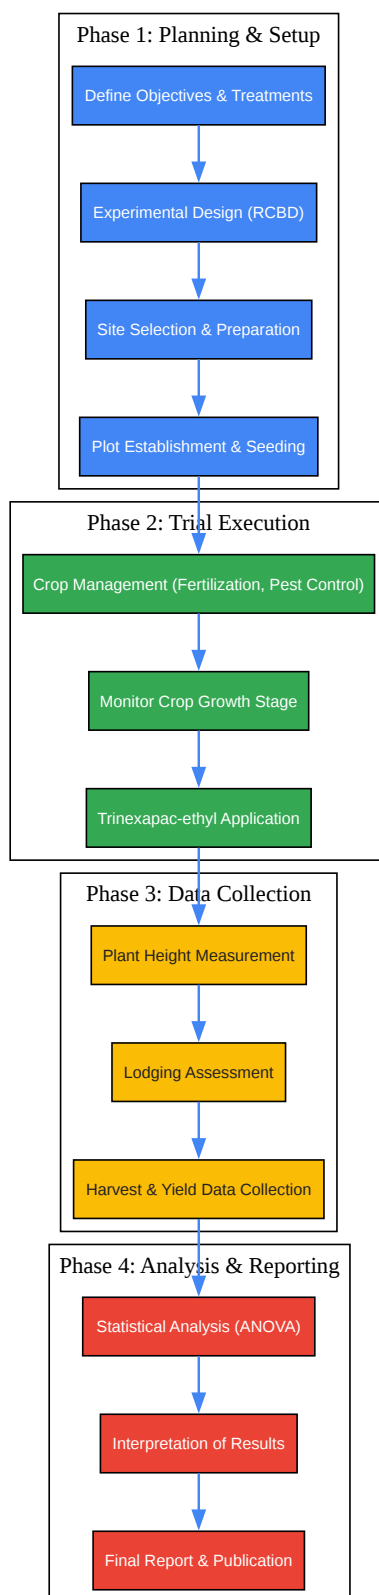 Phase 1: Planning & Setup
Define Objectives & Treatments
Experimental Design (RCBD)
Site Selection & Preparation
Plot Establishment & Seeding
Phase 2: Trial Execution
Crop Management (Fertilization, Pest Control)
Monitor Crop Growth Stage
Trinexapac-ethyl Application
Phase 3: Data Collection
Plant Height Measurement
Lodging Assessment
Harvest & Yield Data Collection
Phase 4: Analysis & Reporting
Statistical Analysis (ANOVA)
Interpretation of Results
Final Report & Publication